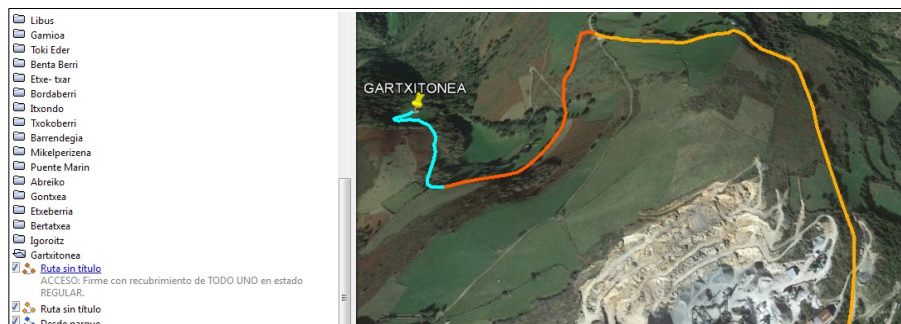 Libus
Gamioa
Toki Eder
Benta Berri
Etxe- txar
Bordaberri
Itxondo
Txokoberri
Barrendegia
Mikelperizena
Puente Marin
Abreiko
Gontxea
Etxeberria
Bertatxea
Igoroitz
Gartxitonea
Ruta sin título
ACCESO: Firme con recubrimiento de TODO UNO en estado
REGULAR.
Ruta sin título
Desde parque
GARTXITONEA